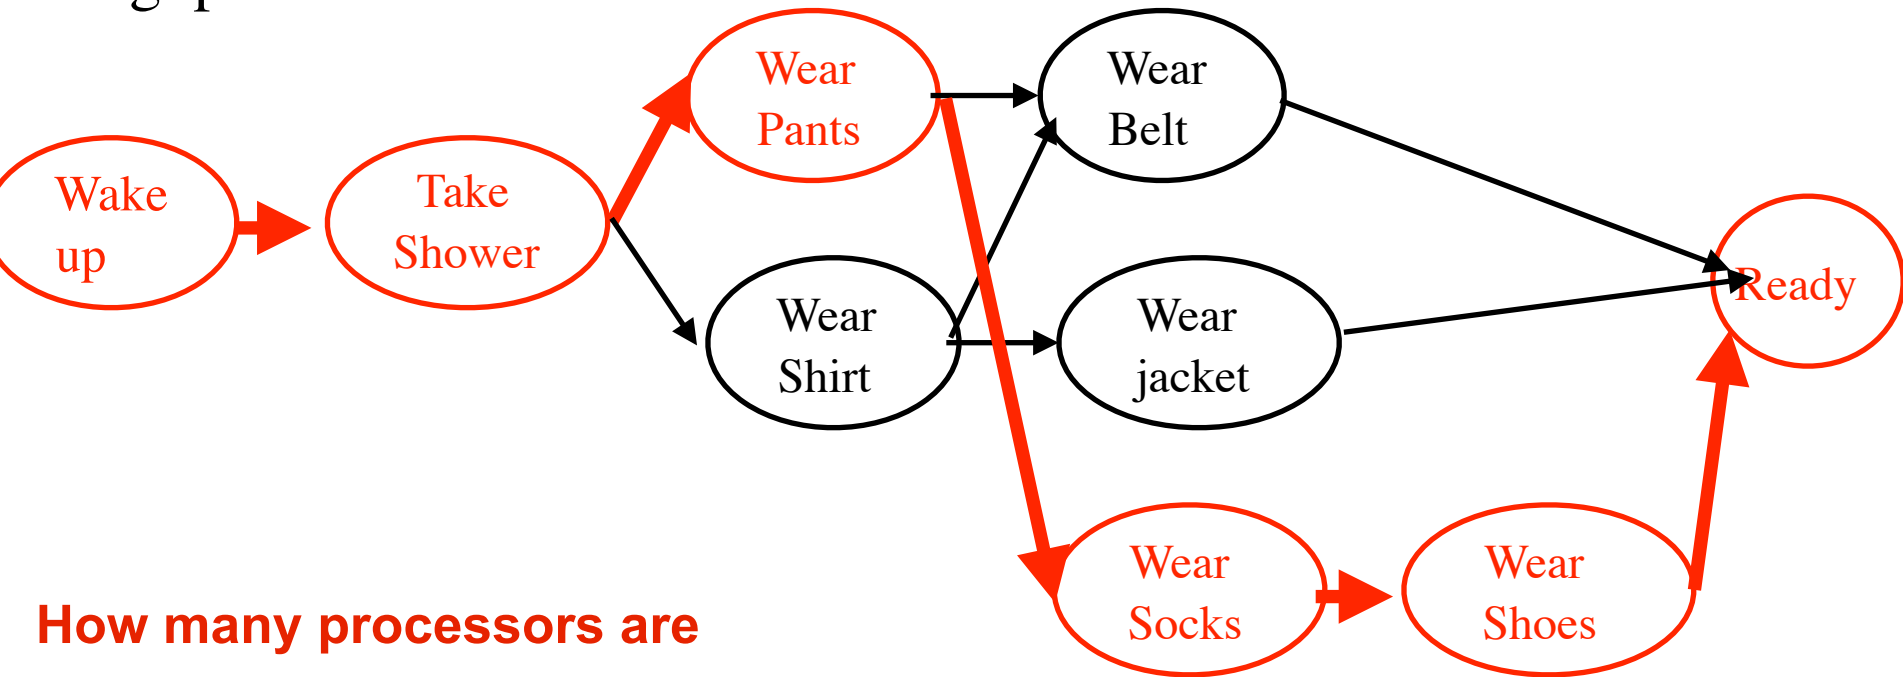 Wake
up
Take
Shower
Wear
Pants
Wear
Shirt
Wear
Belt
Wear
jacket
Wear
Socks
Wear
Shoes
Ready
How many processors are